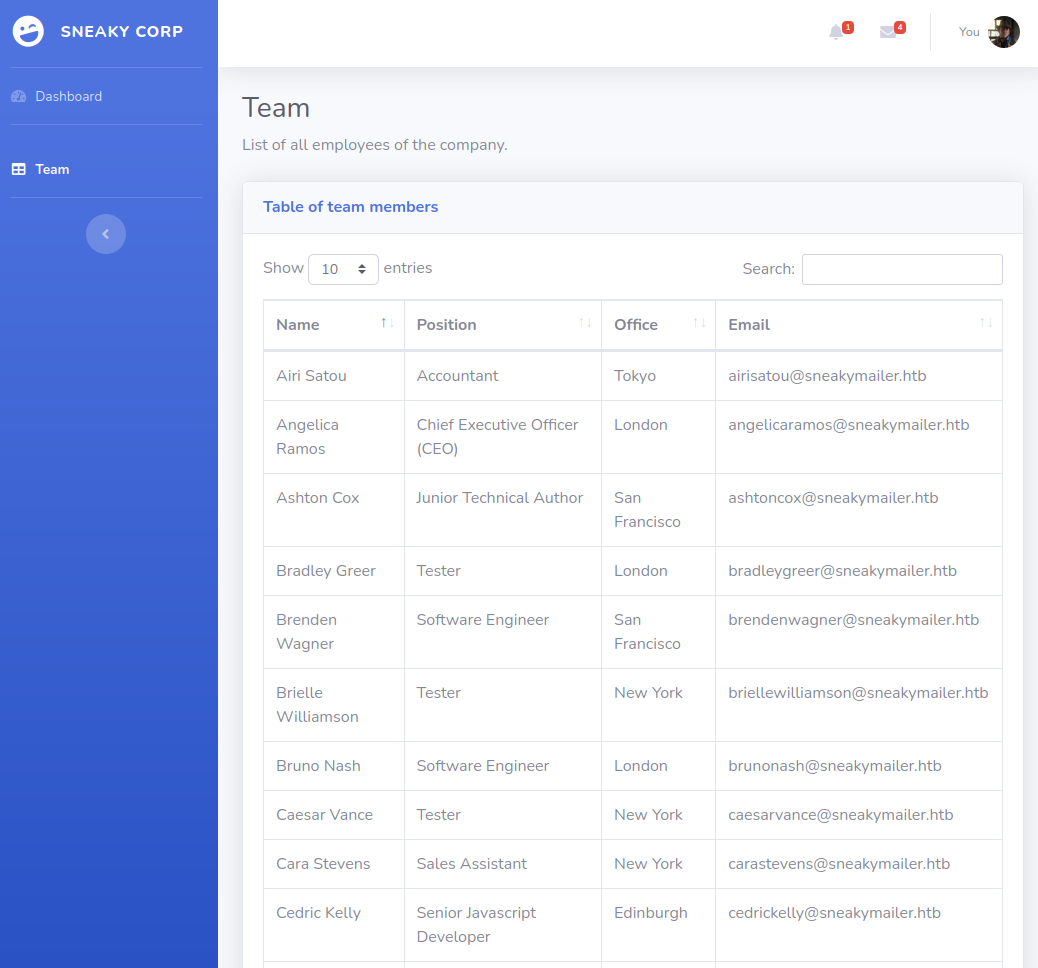 SNEAKY CORP
1
4
You
Dashboard
Team
Team
List of all employees of the company.
Table of team members
Show 10 entries
Search:
Name Position Office Email
Airi Satou Accountant Tokyo airisatou@sneakymailer.htb
Angelica Chief Executive Officer London angelicaramos@sneakymailer.htb
Ramos (CEO)
Ashton Cox Junior Technical Author San ashtoncox@sneakymailer.htb
Francisco
Bradley Greer Tester London bradleygreer@sneakymailer.htb
Brenden Software Engineer San brendenwagner@sneakymailer.htb
Wagner Francisco
Brielle Tester New York briellewilliamson@sneakymailer.htb
Williamson
Bruno Nash Software Engineer London brunonash@sneakymailer.htb
Caesar Vance Tester New York caesarvance@sneakymailer.htb
Cara Stevens Sales Assistant New York carastevens@sneakymailer.htb
Cedric Kelly Senior Javascript Edinburgh cedrickelly@sneakymailer.htb
Developer